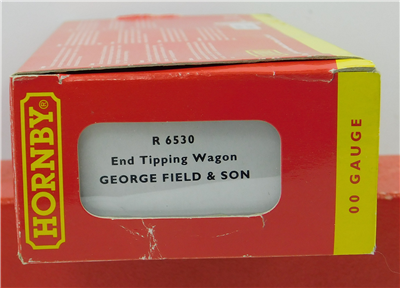 HORNBY®
R 6530
End Tipping Wagon
GEORGE FIELD & SON
00 GAUGE